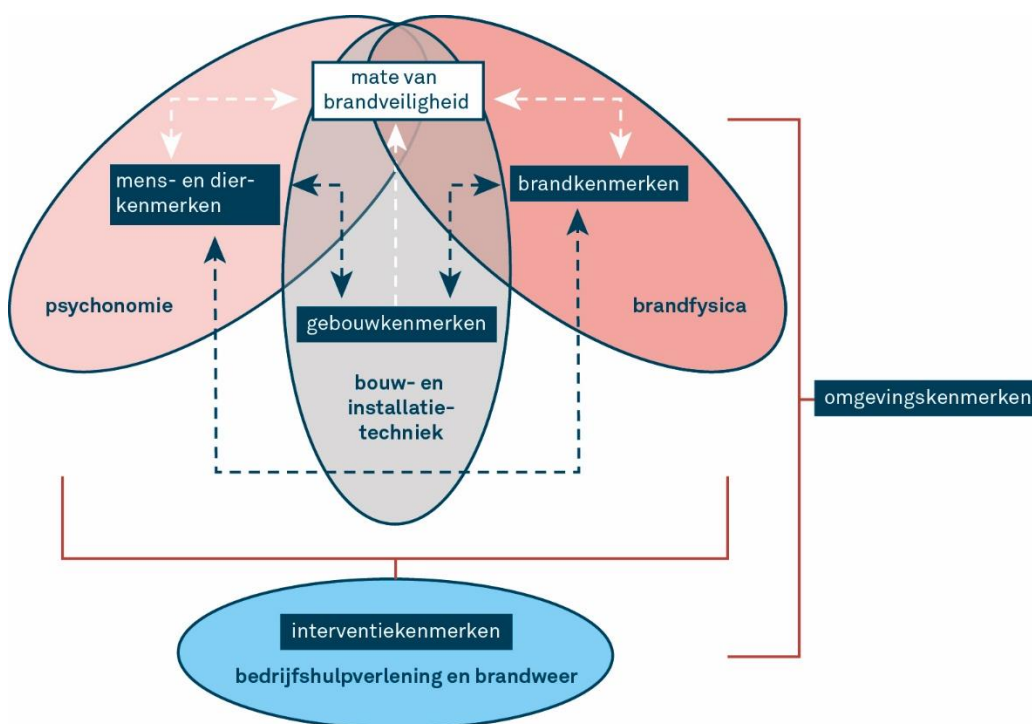 mate van
brandveiligheid
mens- en dier-
kenmerken
brandkenmerken
psychonomie
brandfysica
gebouwkenmerken
bouw- en
installatie-
techniek
omgevingskenmerken
interventiekenmerken
bedrijfshulpverlening en brandweer